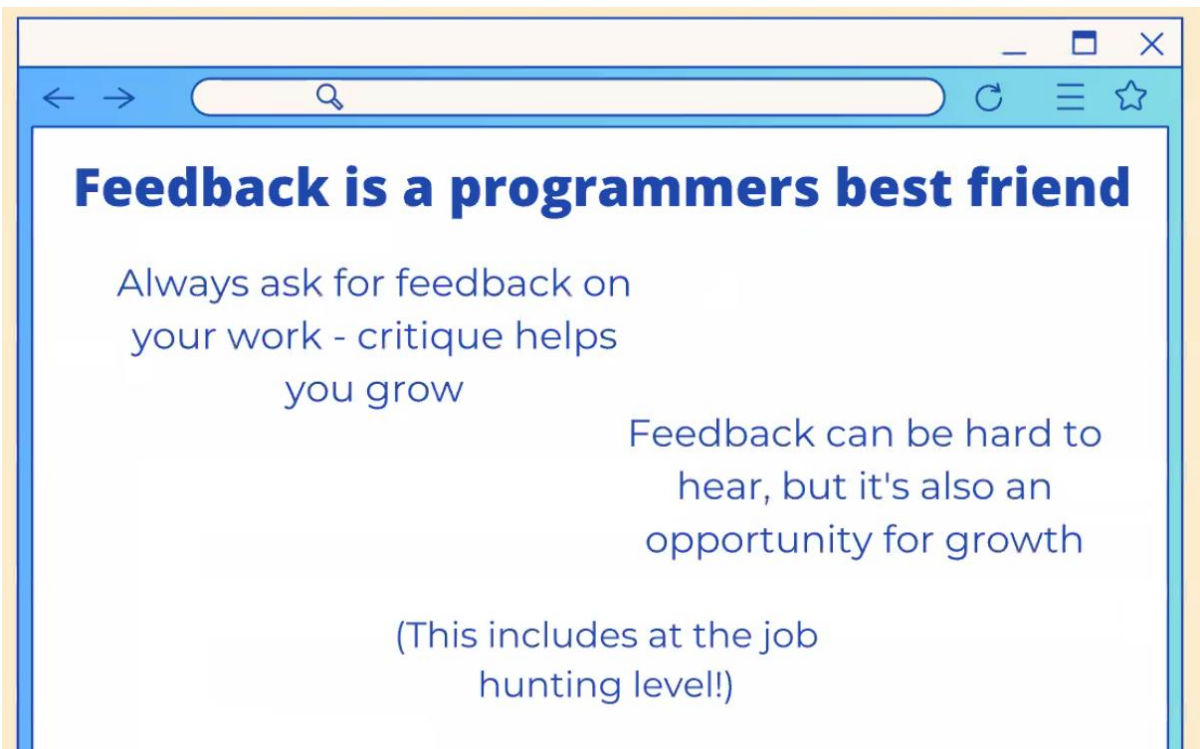 Feedback is a programmers best friend
Always ask for feedback on
your work - critique helps
you grow
Feedback can be hard to
hear, but it's also an
opportunity for growth
(This includes at the job
hunting level!)